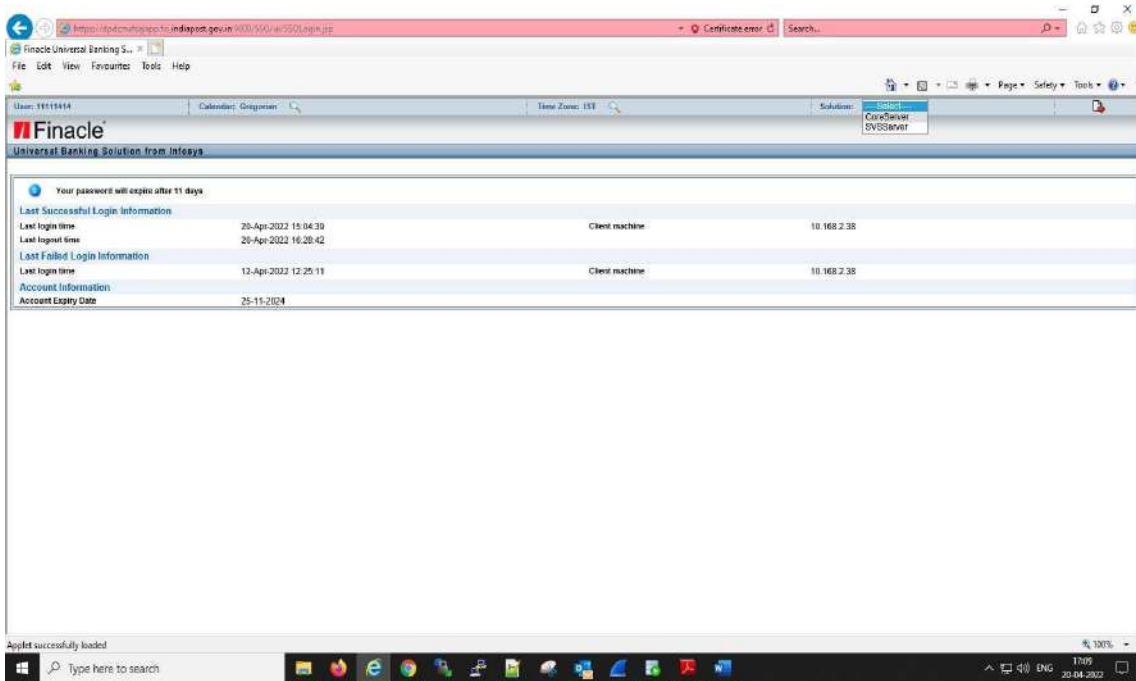 indiapost.gov.in
Certificate error
Search...
Finacle Universal Banking S...
File Edit View Favourites Tools Help
Page Safety Tools
User: 11111414 Calendar: Gregorian Time Zone: IST Solution: ---Select---
CoreServer
SVSServer
Finacle
Universal Banking Solution from Infosys
Your password will expire after 11 days
Last Successful Login Information
Last login time 20-Apr-2022 15:04:39 Client machine 10.168.2.38
Last logout time 20-Apr-2022 16:28:42
Last Failed Login Information
Last login time 12-Apr-2022 12:25:11 Client machine 10.168.2.38
Account Information
Account Expiry Date 25-11-2024
Applet successfully loaded
100%
Type here to search
ENG
17:09
20-04-2022